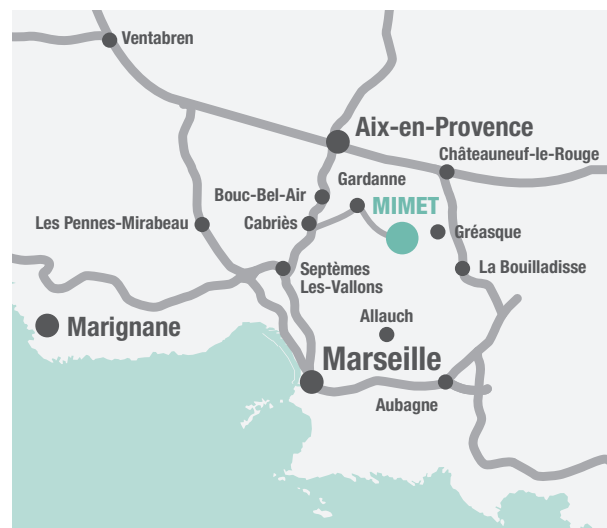 Ventabren
Aix-en-Provence
Châteauneuf-le-Rouge
Gardanne
Bouc-Bel-Air
MIMET
Les Pennes-Mirabeau
Cabriès
Gréasque
Septèmes
Les-Vallons
La Bouilladisse
Allauch
Marignane
Marseille
Aubagne